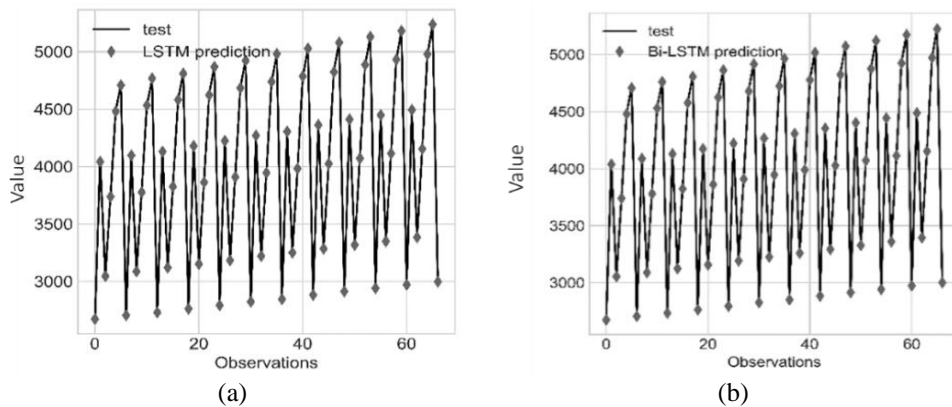 test
LSTM prediction
5000
4500
4000
3500
3000
Value
0
20
40
60
Observations
(a)
test
Bi-LSTM prediction
5000
4500
4000
3500
3000
Value
0
20
40
60
Observations
(b)